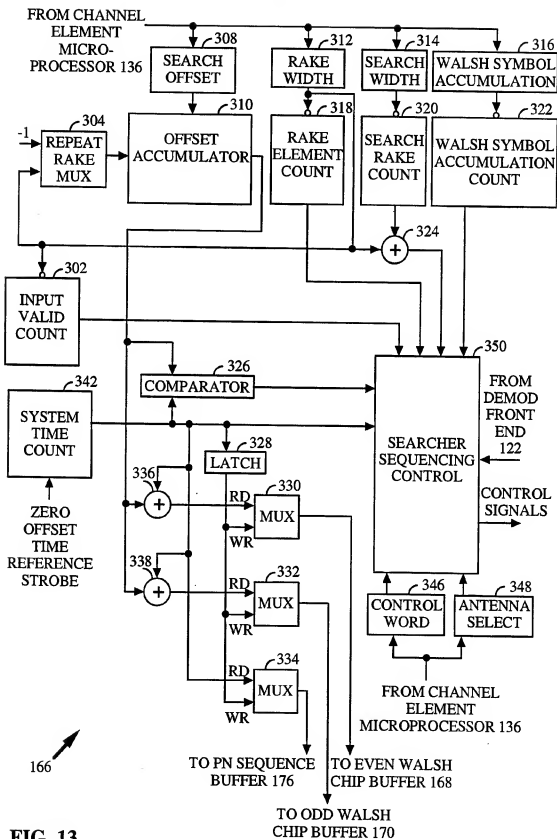 FROM CHANNEL
ELEMENT
MICRO-
PROCESSOR 136
308
SEARCH
OFFSET
312
RAKE
WIDTH
314
SEARCH
WIDTH
316
WALSH SYMBOL
ACCUMULATION
-1
304
REPEAT
RAKE
MUX
310
OFFSET
ACCUMULATOR
318
RAKE
ELEMENT
COUNT
320
SEARCH
RAKE
COUNT
322
WALSH SYMBOL
ACCUMULATION
COUNT
+
324
302
INPUT
VALID
COUNT
342
SYSTEM
TIME
COUNT
ZERO
OFFSET
TIME
REFERENCE
STROBE
326
COMPARATOR
328
LATCH
336
+
RD
330
MUX
WR
338
+
RD
332
MUX
WR
RD
334
MUX
WR
350
SEARCHER
SEQUENCING
CONTROL
FROM
DEMOD
FRONT
END
122
CONTROL
SIGNALS
346
CONTROL
WORD
348
ANTENNA
SELECT
FROM CHANNEL
ELEMENT
MICROPROCESSOR 136
166
TO PN SEQUENCE
BUFFER 176
TO EVEN WALSH
CHIP BUFFER 168
TO ODD WALSH
CHIP BUFFER 170
FIG. 13